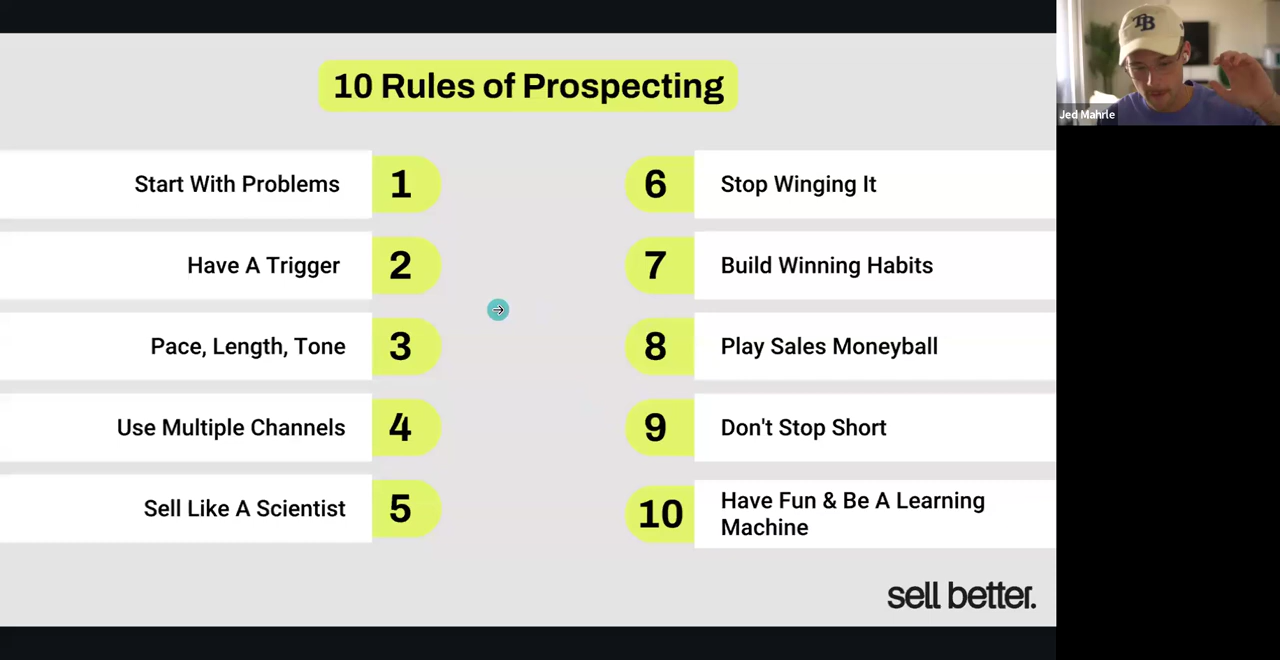 10 Rules of Prospecting
Start With Problems 1
Have A Trigger 2
Pace, Length, Tone 3
Use Multiple Channels 4
Sell Like A Scientist 5
6 Stop Winging It
7 Build Winning Habits
8 Play Sales Moneyball
9 Don't Stop Short
10 Have Fun & Be A Learning
Machine
sell better.
TB
Jed Mahrle